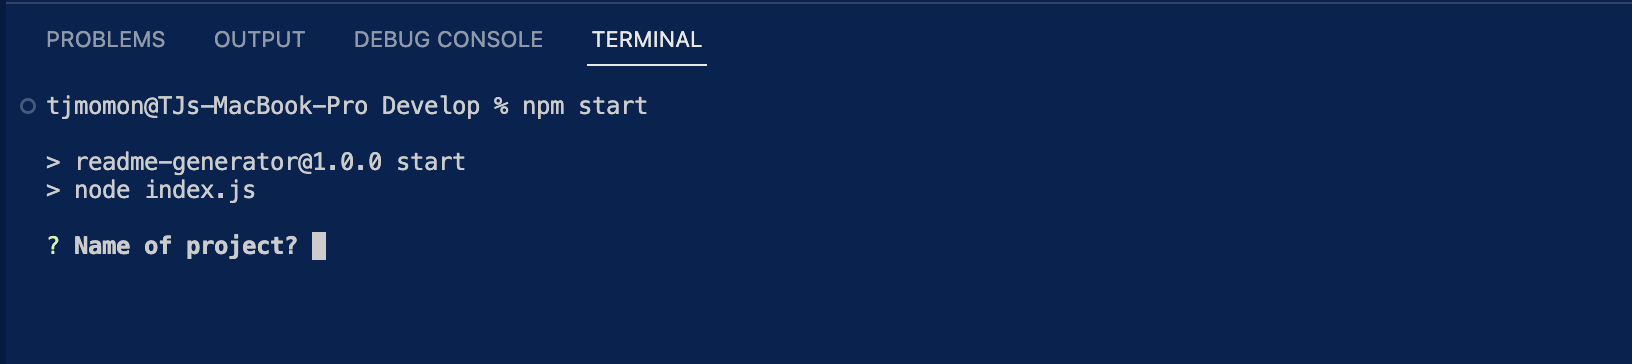 PROBLEMS OUTPUT DEBUG CONSOLE TERMINAL
tjmomon@TJs-MacBook-Pro Develop % npm start
> readme-generator@1.0.0 start
> node index.js
? Name of project?